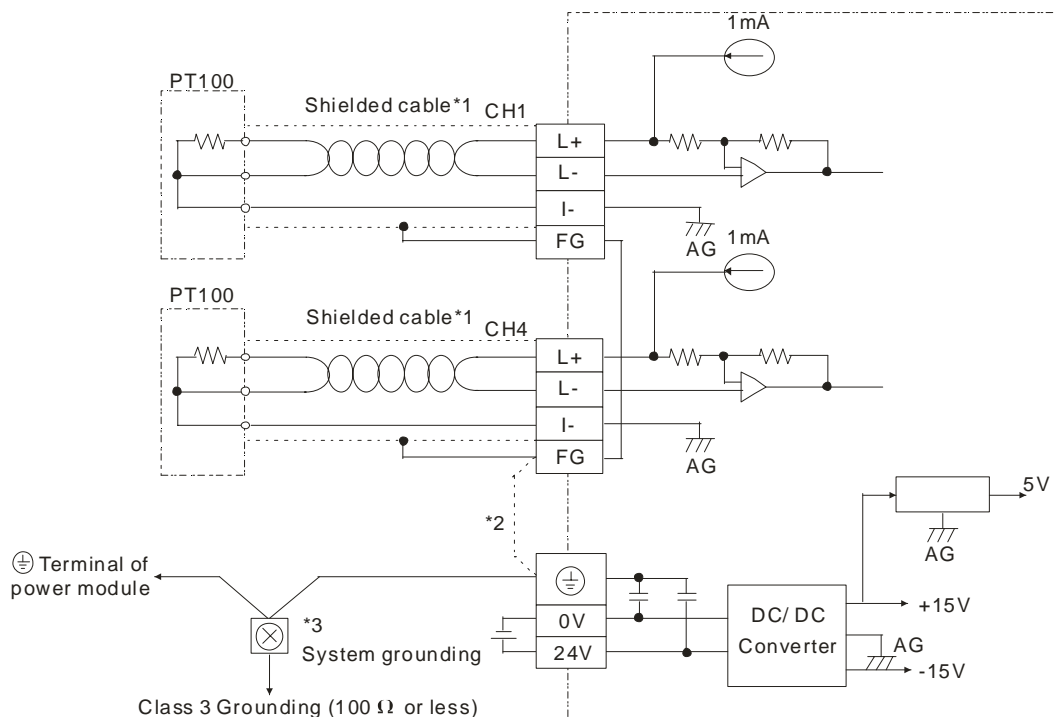 1mA
PT100
Shielded cable*1
CH1
L+
L-
I-
FG
AG
1mA
PT100
Shielded cable*1
CH4
L+
L-
I-
FG
AG
5V
AG
*2
Terminal of
power module
*3
System grounding
0V
24V
DC/DC
Converter
+15V
AG
-15V
Class 3 Grounding (100 Ω or less)